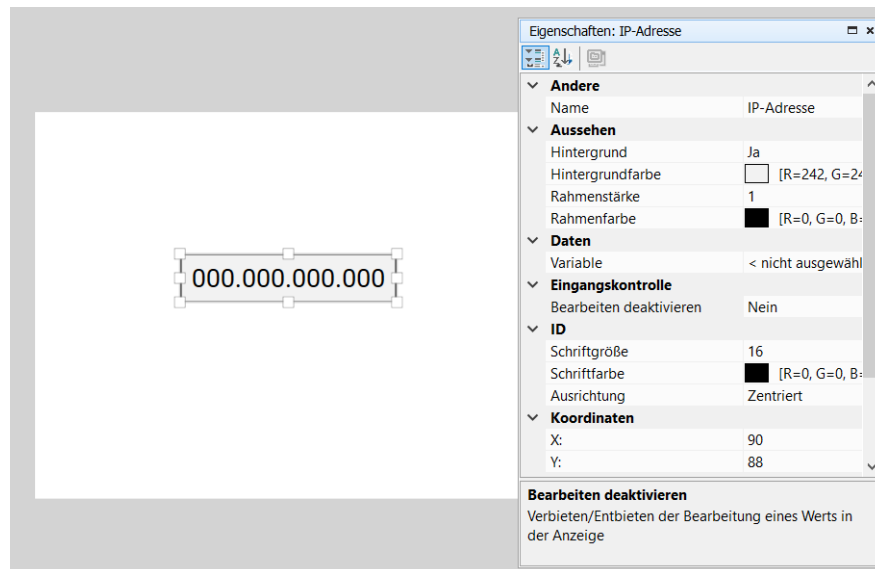 Eigenschaften: IP-Adresse
Andere
Name IP-Adresse
Aussehen
Hintergrund Ja
Hintergrundfarbe [R=242, G=24
Rahmenstärke 1
Rahmenfarbe [R=0, G=0, B=
Daten
Variable < nicht ausgewähl
Eingangskontrolle
Bearbeiten deaktivieren Nein
ID
Schriftgröße 16
Schriftfarbe [R=0, G=0, B=
Ausrichtung Zentriert
Koordinaten
X: 90
Y: 88
Bearbeiten deaktivieren
Verbieten/Entbieten der Bearbeitung eines Werts in
der Anzeige
000.000.000.000